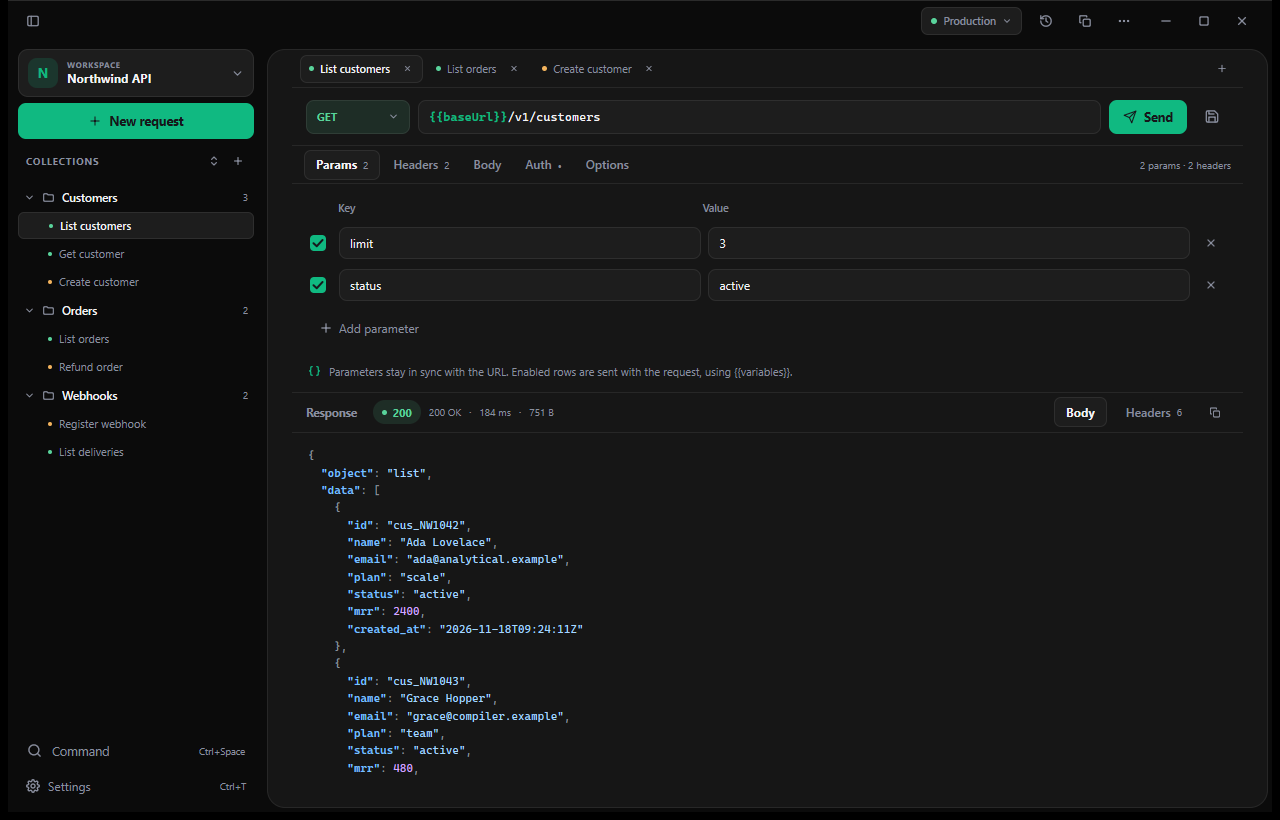 Production
WORKSPACE
N Northwind API
New request
COLLECTIONS
Customers 3
List customers
Get customer
Create customer
Orders 2
List orders
Refund order
Webhooks 2
Register webhook
List deliveries
Command Ctrl+Space
Settings Ctrl+T
List customers List orders Create customer
GET {{baseUrl}}/v1/customers Send
Params 2 Headers 2 Body Auth • Options 2 params · 2 headers
Key Value
limit 3
status active
Add parameter
{} Parameters stay in sync with the URL. Enabled rows are sent with the request, using {{variables}}.
Response 200 200 OK · 184 ms · 751 B Body Headers 6
{
"object": "list",
"data": [
{
"id": "cus_NW1042",
"name": "Ada Lovelace",
"email": "ada@analytical.example",
"plan": "scale",
"status": "active",
"mrr": 2400,
"created_at": "2026-11-18T09:24:11Z"
},
{
"id": "cus_NW1043",
"name": "Grace Hopper",
"email": "grace@compiler.example",
"plan": "team",
"status": "active",
"mrr": 480,